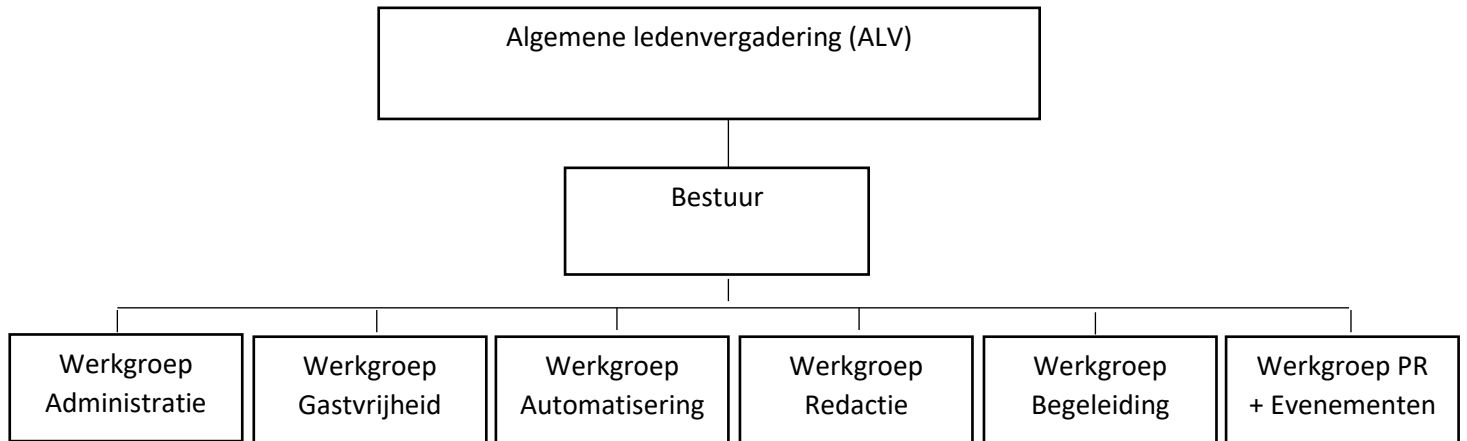 Algemene ledenvergadering (ALV)
Bestuur
Werkgroep
Administratie
Werkgroep
Gastvrijheid
Werkgroep
Automatisering
Werkgroep
Redactie
Werkgroep
Begeleiding
Werkgroep PR
+ Evenementen